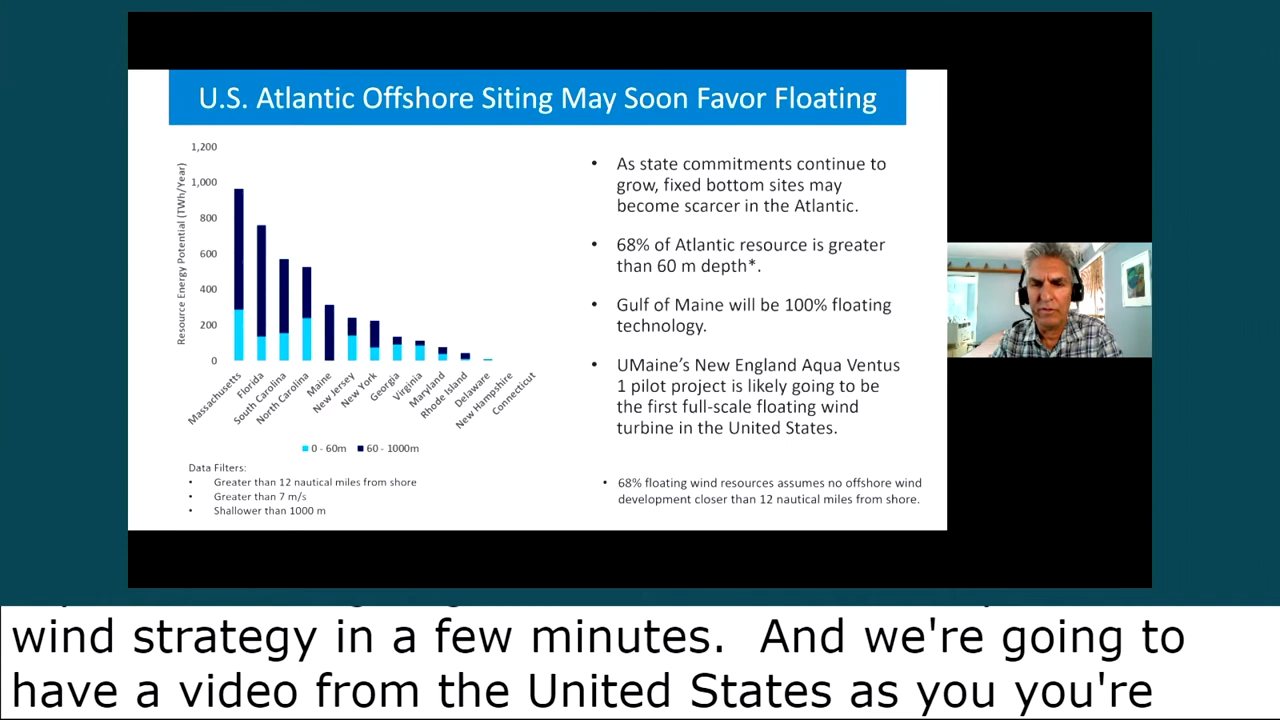 U.S. Atlantic Offshore Siting May Soon Favor Floating
Resource Energy Potential (TWh/Year)
1,200
1,000
800
600
400
200
0
Massachusetts
Florida
South Carolina
North Carolina
Maine
New Jersey
New York
Georgia
Virginia
Maryland
Rhode Island
Delaware
New Hampshire
Connecticut
0 - 60m 60 - 1000m
Data Filters:
• Greater than 12 nautical miles from shore
• Greater than 7 m/s
• Shallower than 1000 m
• As state commitments continue to
grow, fixed bottom sites may
become scarcer in the Atlantic.
• 68% of Atlantic resource is greater
than 60 m depth*.
• Gulf of Maine will be 100% floating
technology.
• UMaine’s New England Aqua Ventus
1 pilot project is likely going to be
the first full-scale floating wind
turbine in the United States.
• 68% floating wind resources assumes no offshore wind
development closer than 12 nautical miles from shore.
wind strategy in a few minutes.  And we're going to
have a video from the United States as you you're